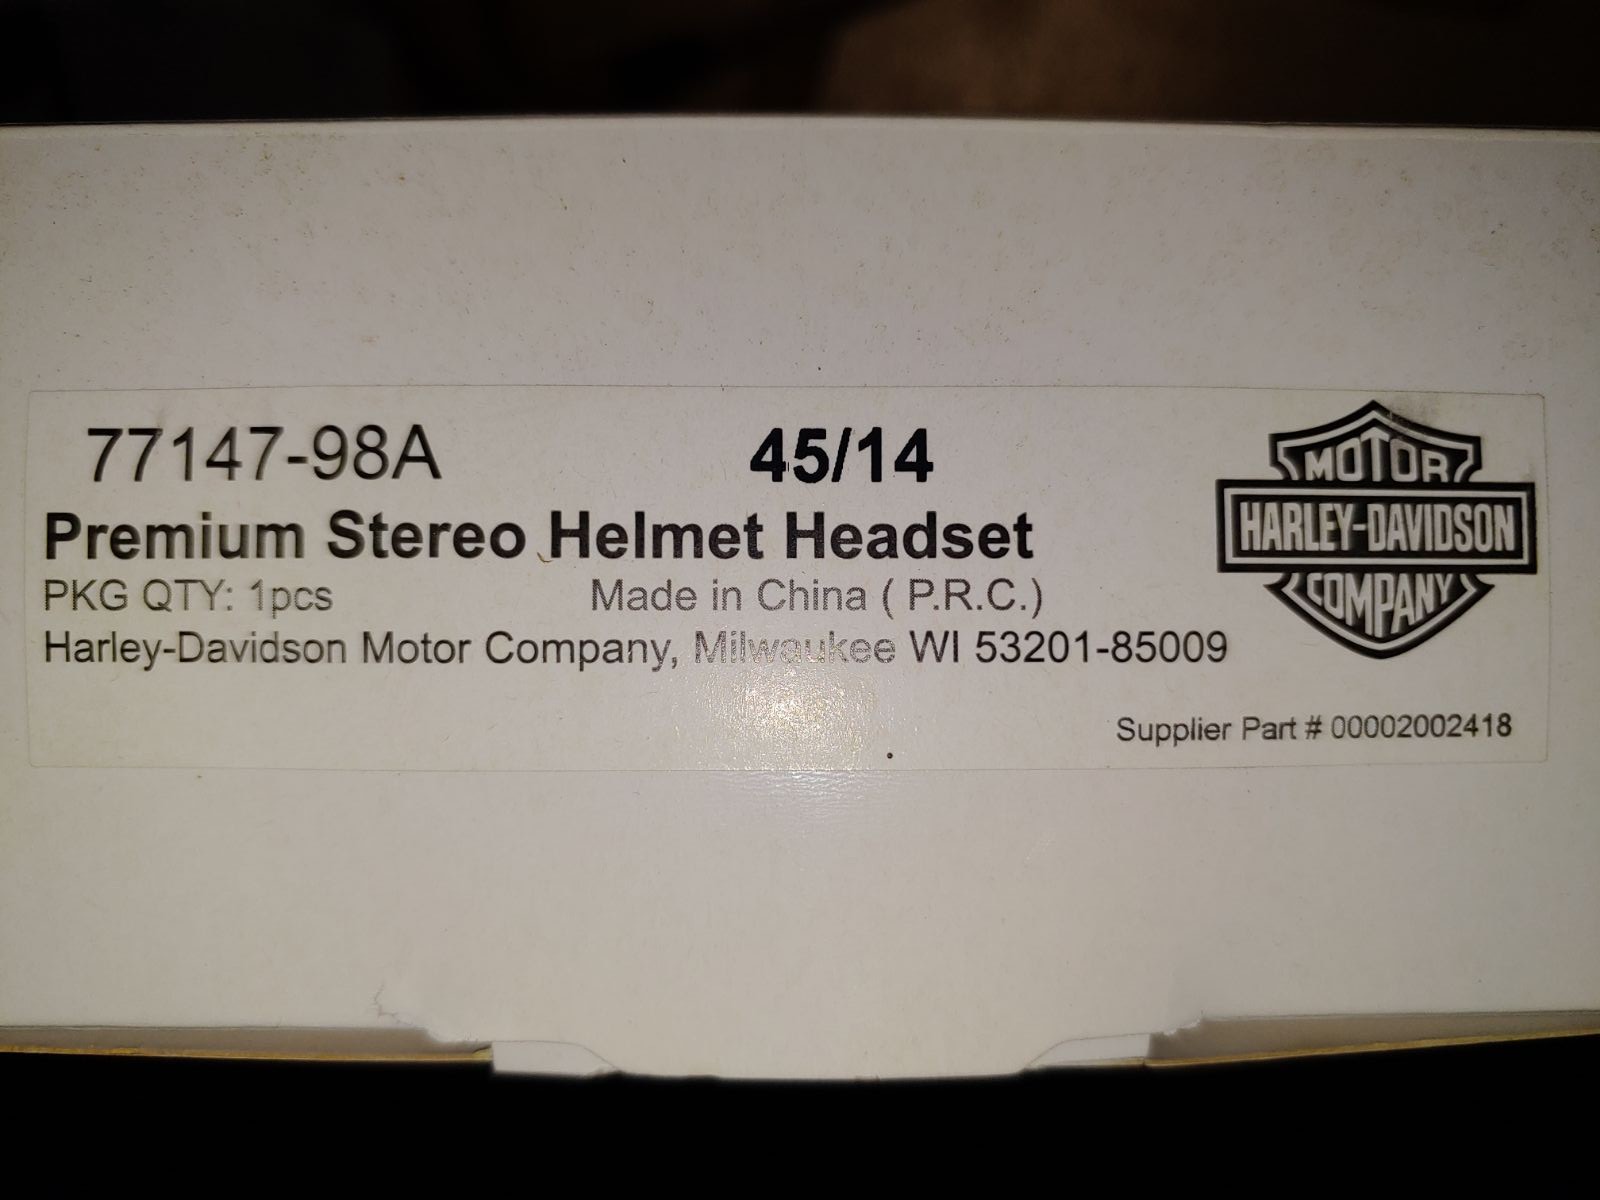 77147-98A 45/14
Premium Stereo Helmet Headset
PKG QTY: 1pcs Made in China ( P.R.C.)
Harley-Davidson Motor Company, Milwaukee WI 53201-85009
MOTOR
HARLEY-DAVIDSON
COMPANY
Supplier Part # 00002002418